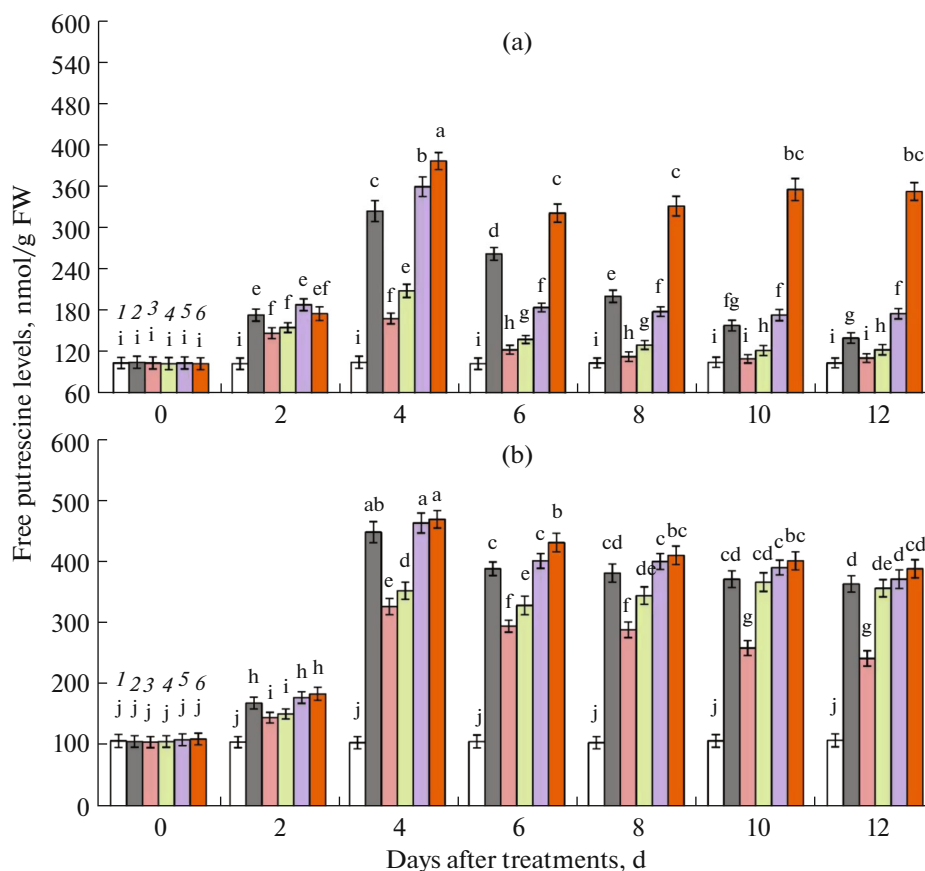 Free putrescine levels, nmol/g FW
(a)
600
540
480
400
360
300
240
180
120
60
1 2 3 4 5 6
i i i i i i
i e f f e ef
i c e e b a
i d h g f c
i e h g f c
i fg i h f bc
i g i h f bc
0 2 4 6 8 10 12
(b)
600
500
400
300
200
100
0
1 2 3 4 5 6
j j j j j j
j h i i h h
j ab e d a a
j c f e c b
j cd f de c bc
j cd g cd c bc
j d g de d cd
0 2 4 6 8 10 12
Days after treatments, d